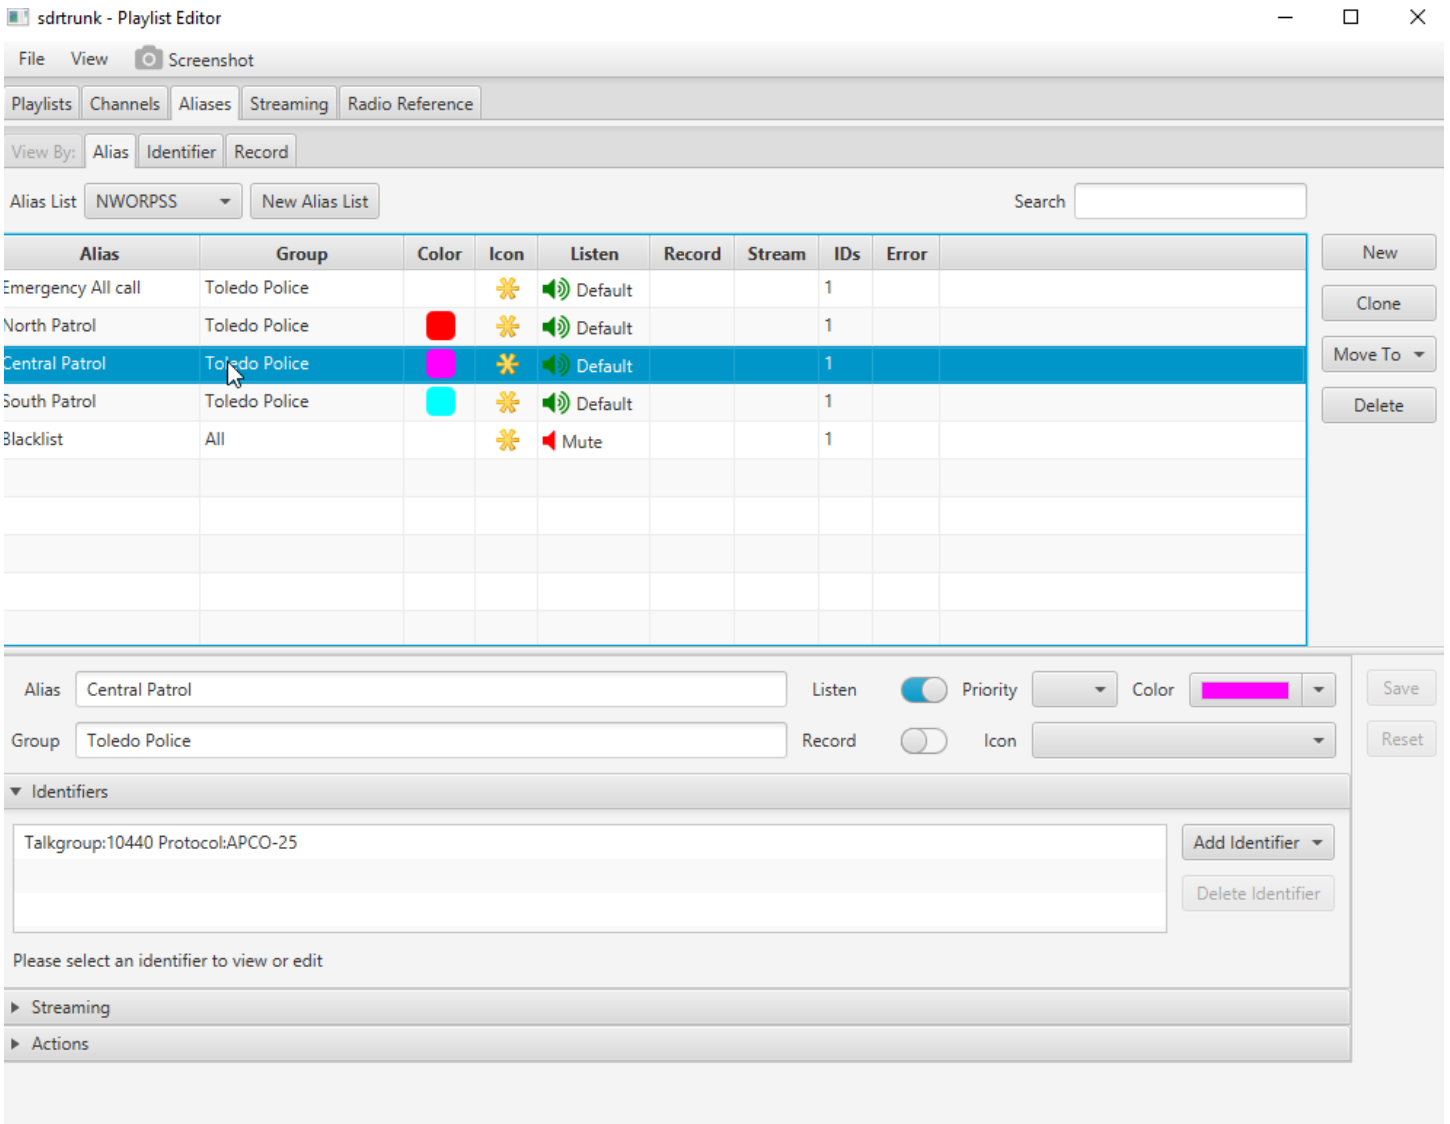 sdrtrunk - Playlist Editor
File View Screenshot
Playlists Channels Aliases Streaming Radio Reference
View By: Alias Identifier Record
Alias List NWORPSS New Alias List Search
Alias Group Color Icon Listen Record Stream IDs Error New
Emergency All call Toledo Police Default 1
Clone
North Patrol Toledo Police Default 1
Move To
Central Patrol Toledo Police Default 1
South Patrol Toledo Police Default 1
Delete
Blacklist All Mute 1
Alias Central Patrol Listen Priority Color Save
Group Toledo Police Record Icon Reset
Identifiers
Talkgroup:10440 Protocol:APCO-25 Add Identifier
Delete Identifier
Please select an identifier to view or edit
Streaming
Actions